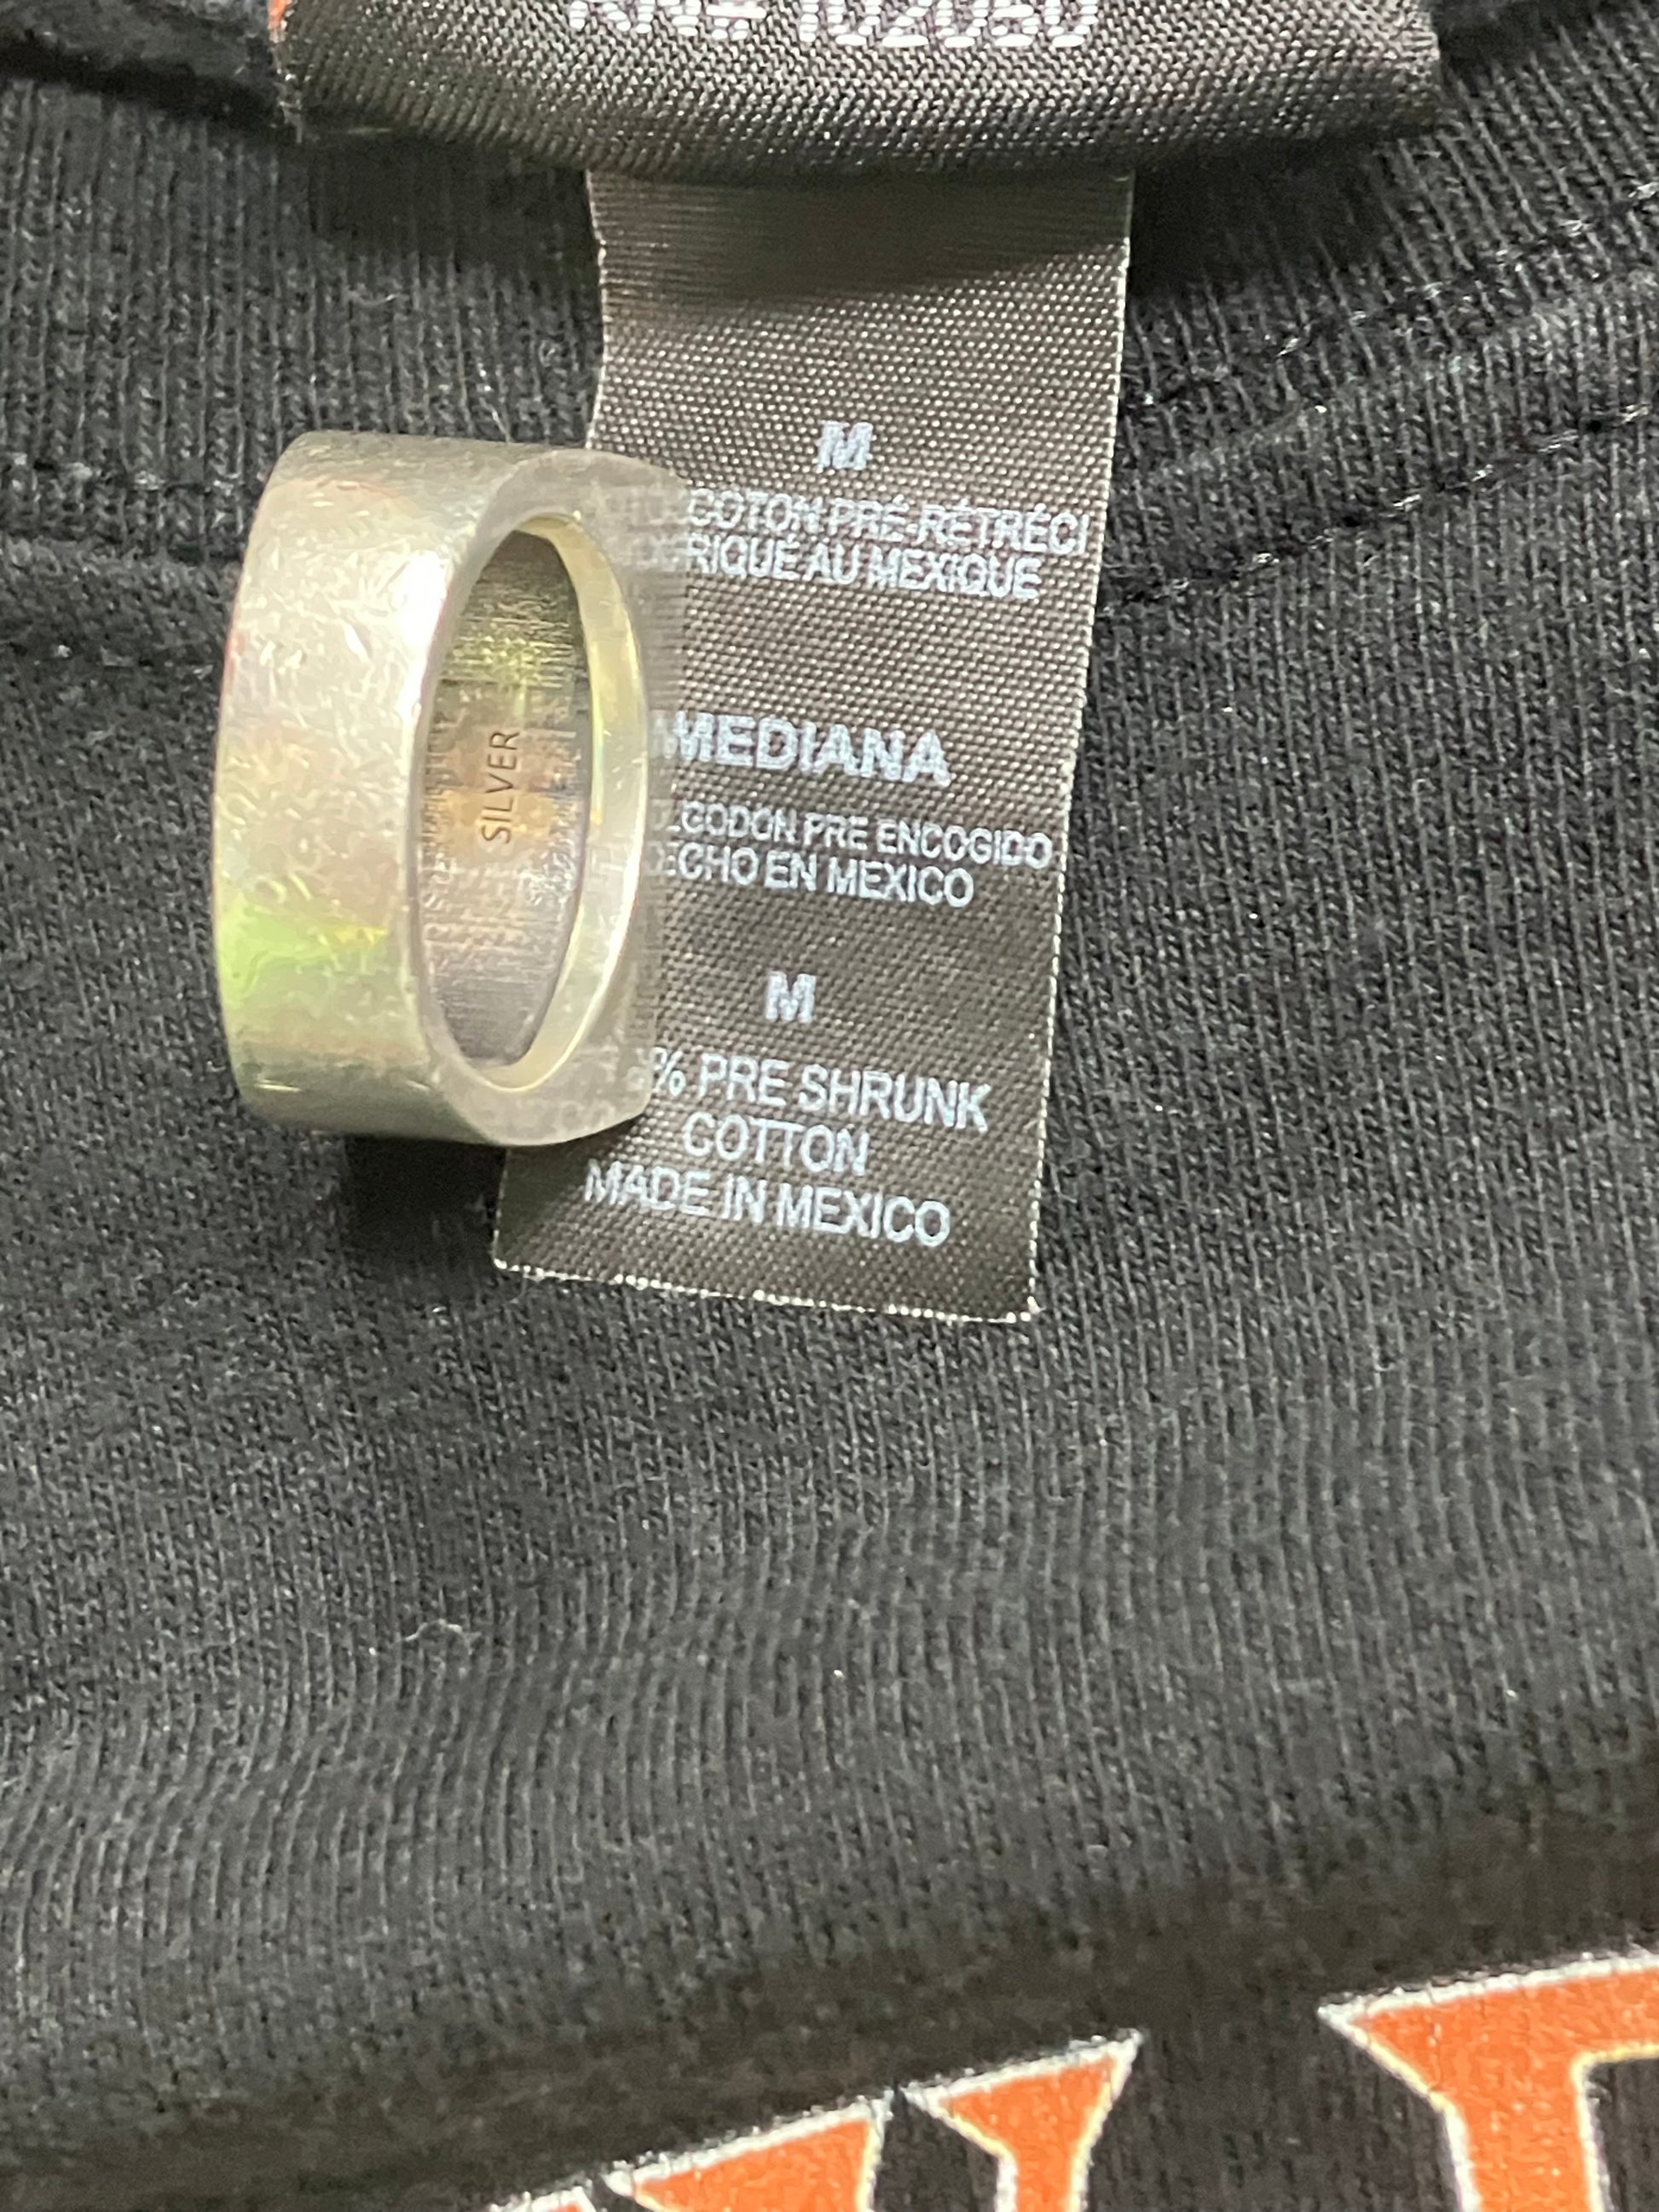 M
COTON PRÉ-RÉTRÉCI
AU MEXIQUE
MEDIANA
PRE ENCOGIDO
EN MEXICO
M
% PRE SHRUNK
COTTON
MADE IN MEXICO
SILVER